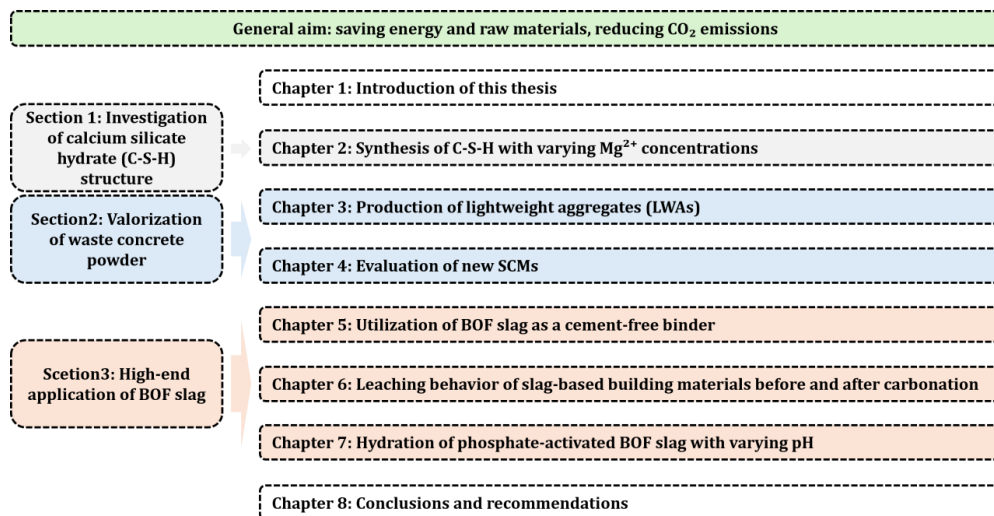 General aim: saving energy and raw materials, reducing CO₂ emissions
Chapter 1: Introduction of this thesis
Section 1: Investigation
of calcium silicate
hydrate (C-S-H)
structure
Chapter 2: Synthesis of C-S-H with varying Mg²⁺ concentrations
Section2: Valorization
of waste concrete
powder
Chapter 3: Production of lightweight aggregates (LWAs)
Chapter 4: Evaluation of new SCMs
Scetion3: High-end
application of BOF slag
Chapter 5: Utilization of BOF slag as a cement-free binder
Chapter 6: Leaching behavior of slag-based building materials before and after carbonation
Chapter 7: Hydration of phosphate-activated BOF slag with varying pH
Chapter 8: Conclusions and recommendations